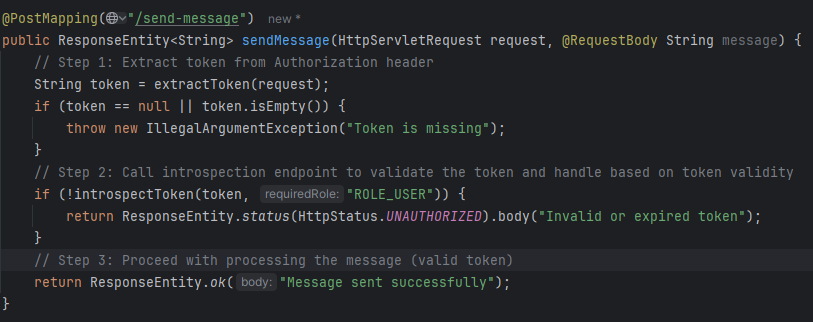 @PostMapping("/send-message") new *
public ResponseEntity<String> sendMessage(HttpServletRequest request, @RequestBody String message) {
    // Step 1: Extract token from Authorization header
    String token = extractToken(request);
    if (token == null || token.isEmpty()) {
        throw new IllegalArgumentException("Token is missing");
    }
    // Step 2: Call introspection endpoint to validate the token and handle based on token validity
    if (!introspectToken(token, requiredRole: "ROLE_USER")) {
        return ResponseEntity.status(HttpStatus.UNAUTHORIZED).body("Invalid or expired token");
    }
    // Step 3: Proceed with processing the message (valid token)
    return ResponseEntity.ok( body: "Message sent successfully");
}